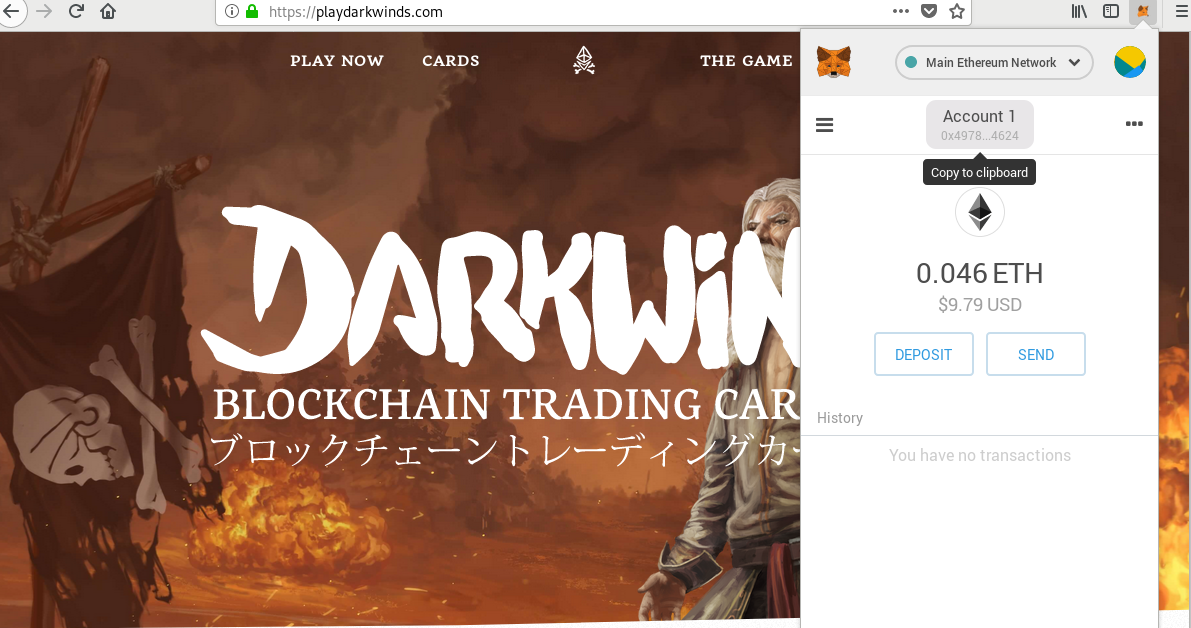 https://playdarkwinds.com
PLAY NOW CARDS THE GAME
Main Ethereum Network
Account 1
0x4978...4624
Copy to clipboard
DARKWIN
BLOCKCHAIN TRADING CAR
ブロックチェーントレーディングカ
0.046 ETH
$9.79 USD
DEPOSIT SEND
History
You have no transactions